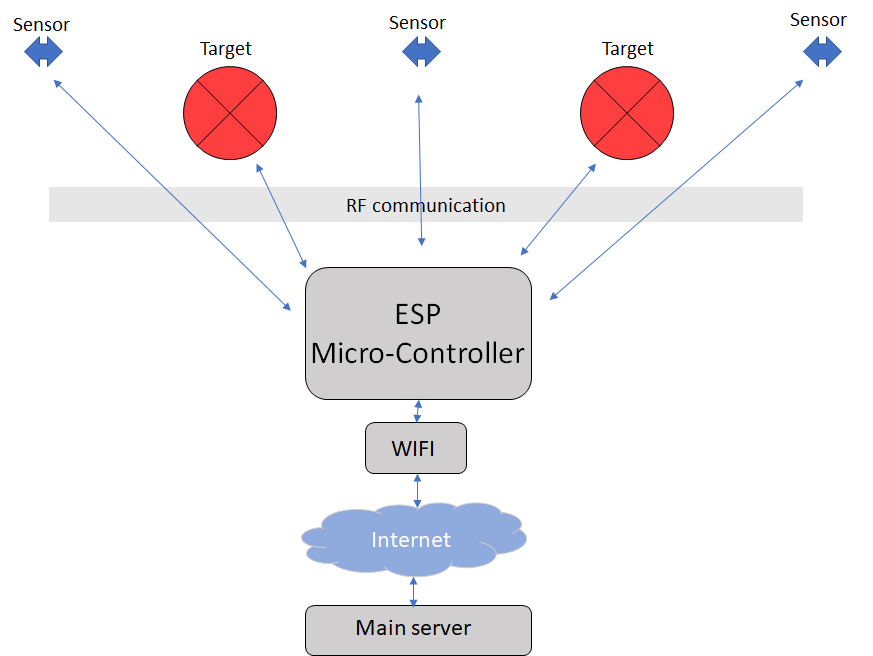 Sensor
Sensor
Sensor
Target
Target
RF communication
ESP
Micro-Controller
WIFI
Internet
Main server